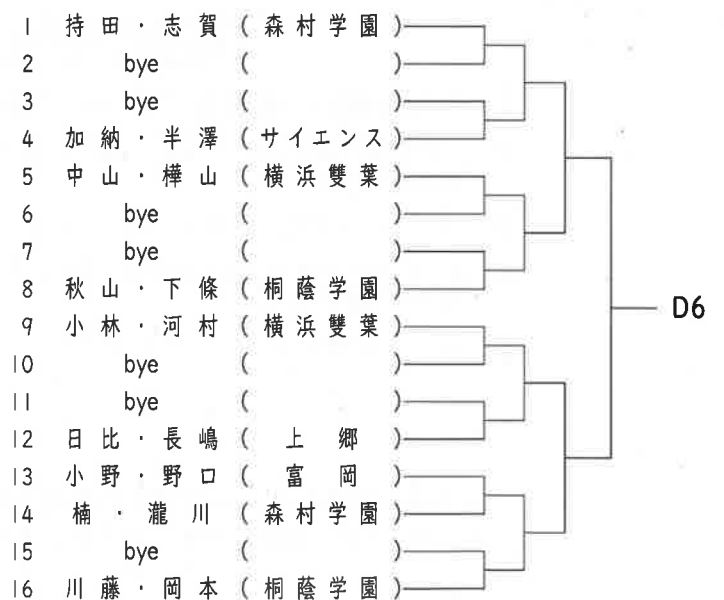 1 持田・志賀 (森村学園)
2 bye ( )
3 bye ( )
4 加納・半澤 (サイエンス)
5 中山・樺山 (横浜雙葉)
6 bye ( )
7 bye ( )
8 秋山・下條 (桐蔭学園)
9 小林・河村 (横浜雙葉)
D6
10 bye ( )
11 bye ( )
12 日比・長嶋 (上郷)
13 小野・野口 (富岡)
14 楠・瀧川 (森村学園)
15 bye ( )
16 川藤・岡本 (桐蔭学園)